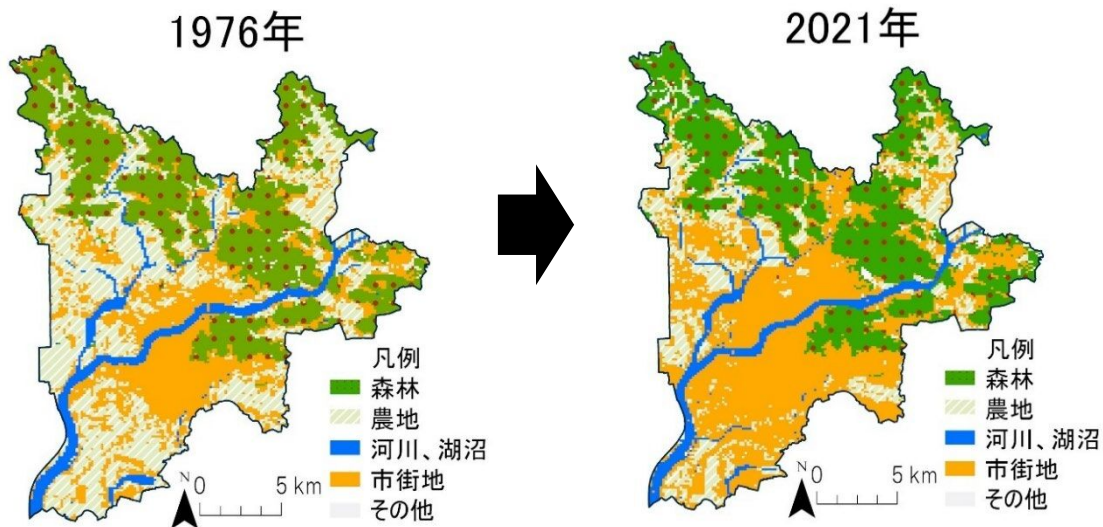 1976年
凡例
森林
農地
河川、湖沼
市街地
その他
N 0 5 km
2021年
凡例
森林
農地
河川、湖沼
市街地
その他
N 0 5 km